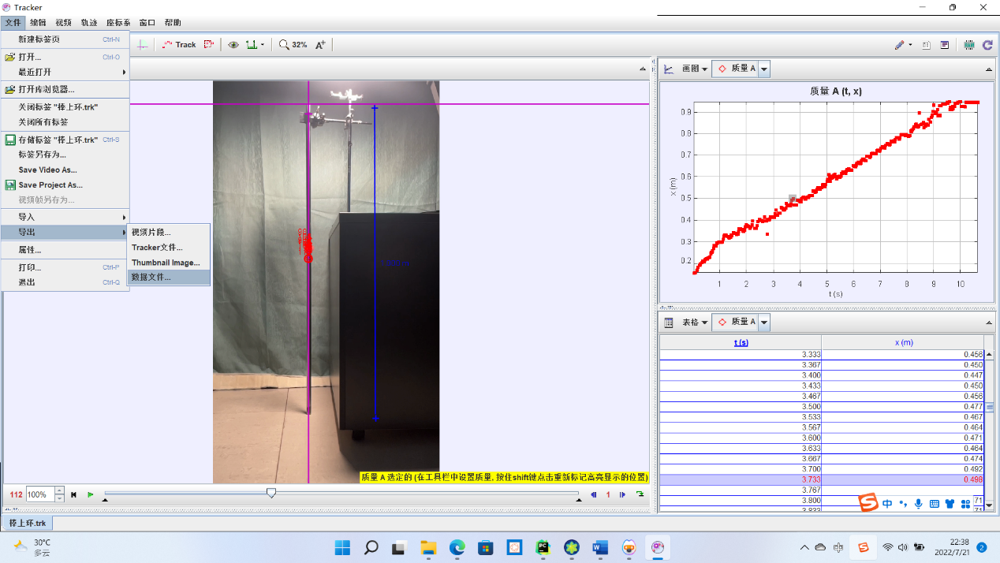 Tracker
文件 编辑 视频 轨迹 座标系 窗口 帮助
新建标签页 Ctrl-N
打开... Ctrl-O
最近打开
打开库浏览器...
关闭标签 "棒上环.trk"
关闭所有标签
存储标签 "棒上环.trk" Ctrl-S
标签另存为...
Save Video As...
Save Project As...
视频帧另存为...
导入
导出
属性...
打印... Ctrl-P
退出 Ctrl-Q
视频片段...
Tracker文件...
Thumbnail Image...
数据文件...
Track 32%
质量 A 选定的 (在工具栏中设置质量, 按住shift键点击重新标记高亮显示的位置)
112 100% 1
棒上环.trk
画图 质量 A
质量 A (t, x)
x (m)
0.9
0.8
0.7
0.6
0.5
0.4
0.3
0.2
1 2 3 4 5 6 7 8 9 10
t (s)
表格 质量 A
t (s) x (m)
3.333 0.456
3.367 0.450
3.400 0.447
3.433 0.450
3.467 0.456
3.500 0.477
3.533 0.467
3.567 0.464
3.600 0.471
3.633 0.464
3.667 0.474
3.700 0.492
3.733 0.498
3.767
3.800 71
中
30°C
多云
中
22:38
2022/7/21
2